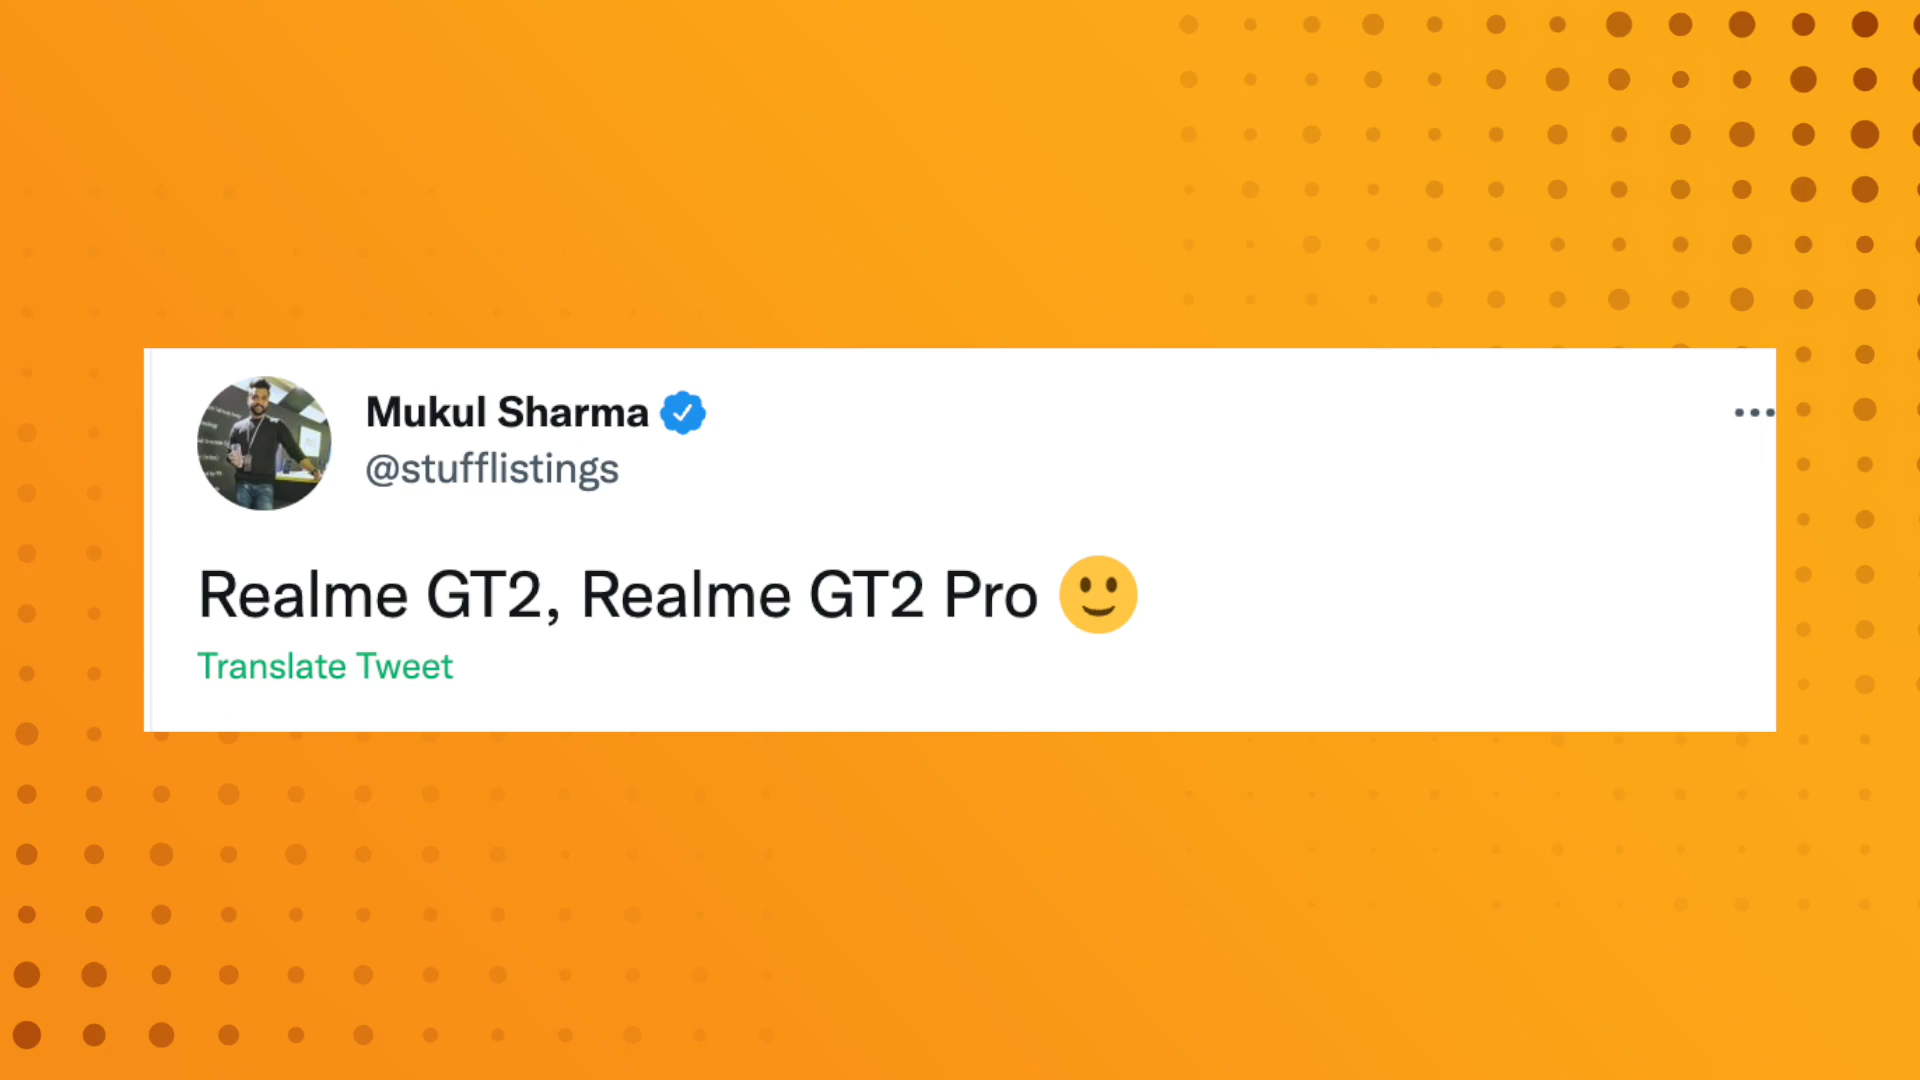 Mukul Sharma
@stufflistings
Realme GT2, Realme GT2 Pro 🙂
Translate Tweet